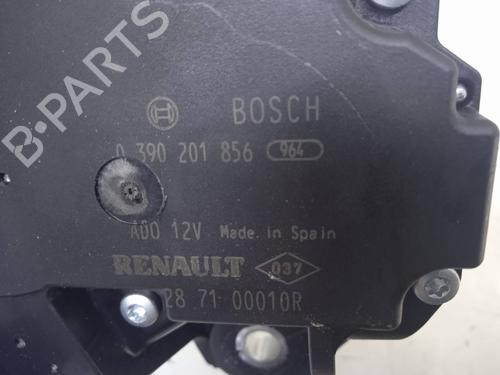 B-PARTS
BOSCH
0 390 201 856 964
ADO 12V Made in Spain
RENAULT 037
28 71 00010R